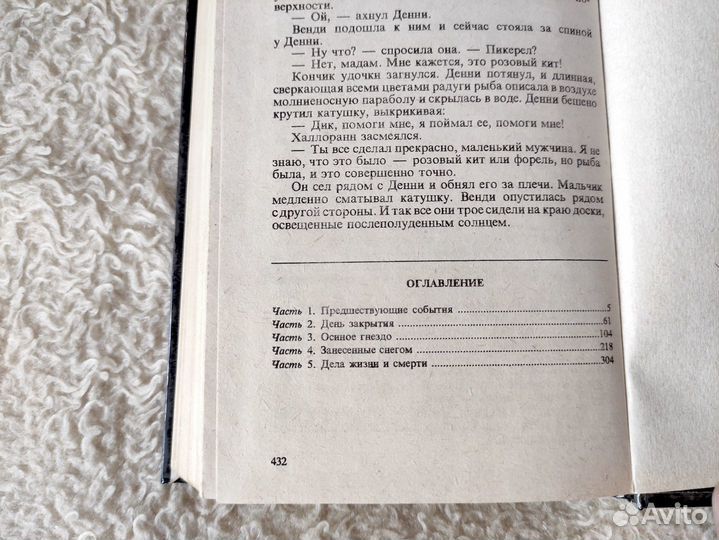 верхности.
— Ой, — ахнул Денни.
Венди подошла к ним и сейчас стояла за спиной
у Денни.
— Ну что? — спросила она. — Пикерел?
— Нет, мадам. Мне кажется, это розовый кит!
Кончик удочки загнулся. Денни потянул, и длинная,
сверкающая всеми цветами радуги рыба описала в воздухе
молниеносную параболу и скрылась в воде. Денни бешено
крутил катушку, выкрикивая:
— Дик, помоги мне, я поймал ее, помоги мне!
Халлоранн засмеялся.
— Ты все сделал прекрасно, маленький мужчина. Я не
знаю, что это было — розовый кит или форель, но рыба
была, и это совершенно точно.
Он сел рядом с Денни и обнял его за плечи. Мальчик
медленно сматывал катушку. Венди опустилась рядом
с другой стороны. И так все они трое сидели на краю доски,
освещенные послеполуденным солнцем.
ОГЛАВЛЕНИЕ
Часть 1. Предшествующие события 5
Часть 2. День закрытия 61
Часть 3. Осиное гнездо 104
Часть 4. Занесенные снегом 218
Часть 5. Дела жизни и смерти 304
432
Avito